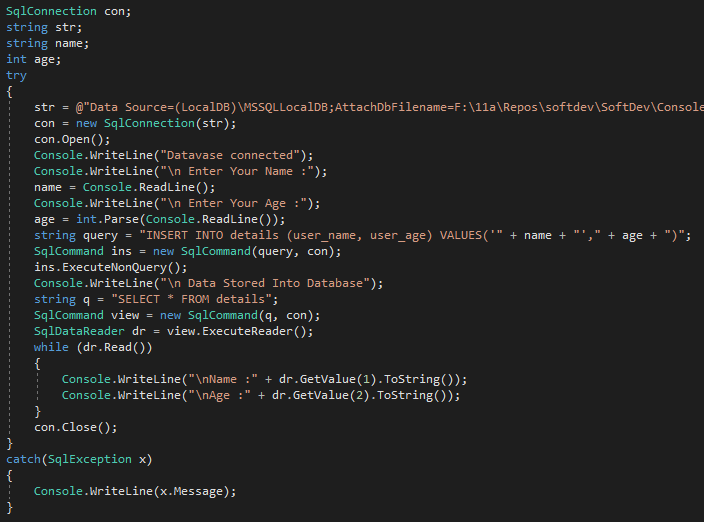 SqlConnection con;
string str;
string name;
int age;
try
{
str = @"Data Source=(LocalDB)\MSSQLLocalDB;AttachDbFilename=F:\11a\Repos\softdev\SoftDev\Console
con = new SqlConnection(str);
con.Open();
Console.WriteLine("Datavase connected");
Console.WriteLine("\n Enter Your Name :");
name = Console.ReadLine();
Console.WriteLine("\n Enter Your Age :");
age = int.Parse(Console.ReadLine());
string query = "INSERT INTO details (user_name, user_age) VALUES('" + name + "'," + age + ")";
SqlCommand ins = new SqlCommand(query, con);
ins.ExecuteNonQuery();
Console.WriteLine("\n Data Stored Into Database");
string q = "SELECT * FROM details";
SqlCommand view = new SqlCommand(q, con);
SqlDataReader dr = view.ExecuteReader();
while (dr.Read())
{
Console.WriteLine("\nName :" + dr.GetValue(1).ToString());
Console.WriteLine("\nAge :" + dr.GetValue(2).ToString());
}
con.Close();
}
catch(SqlException x)
{
Console.WriteLine(x.Message);
}